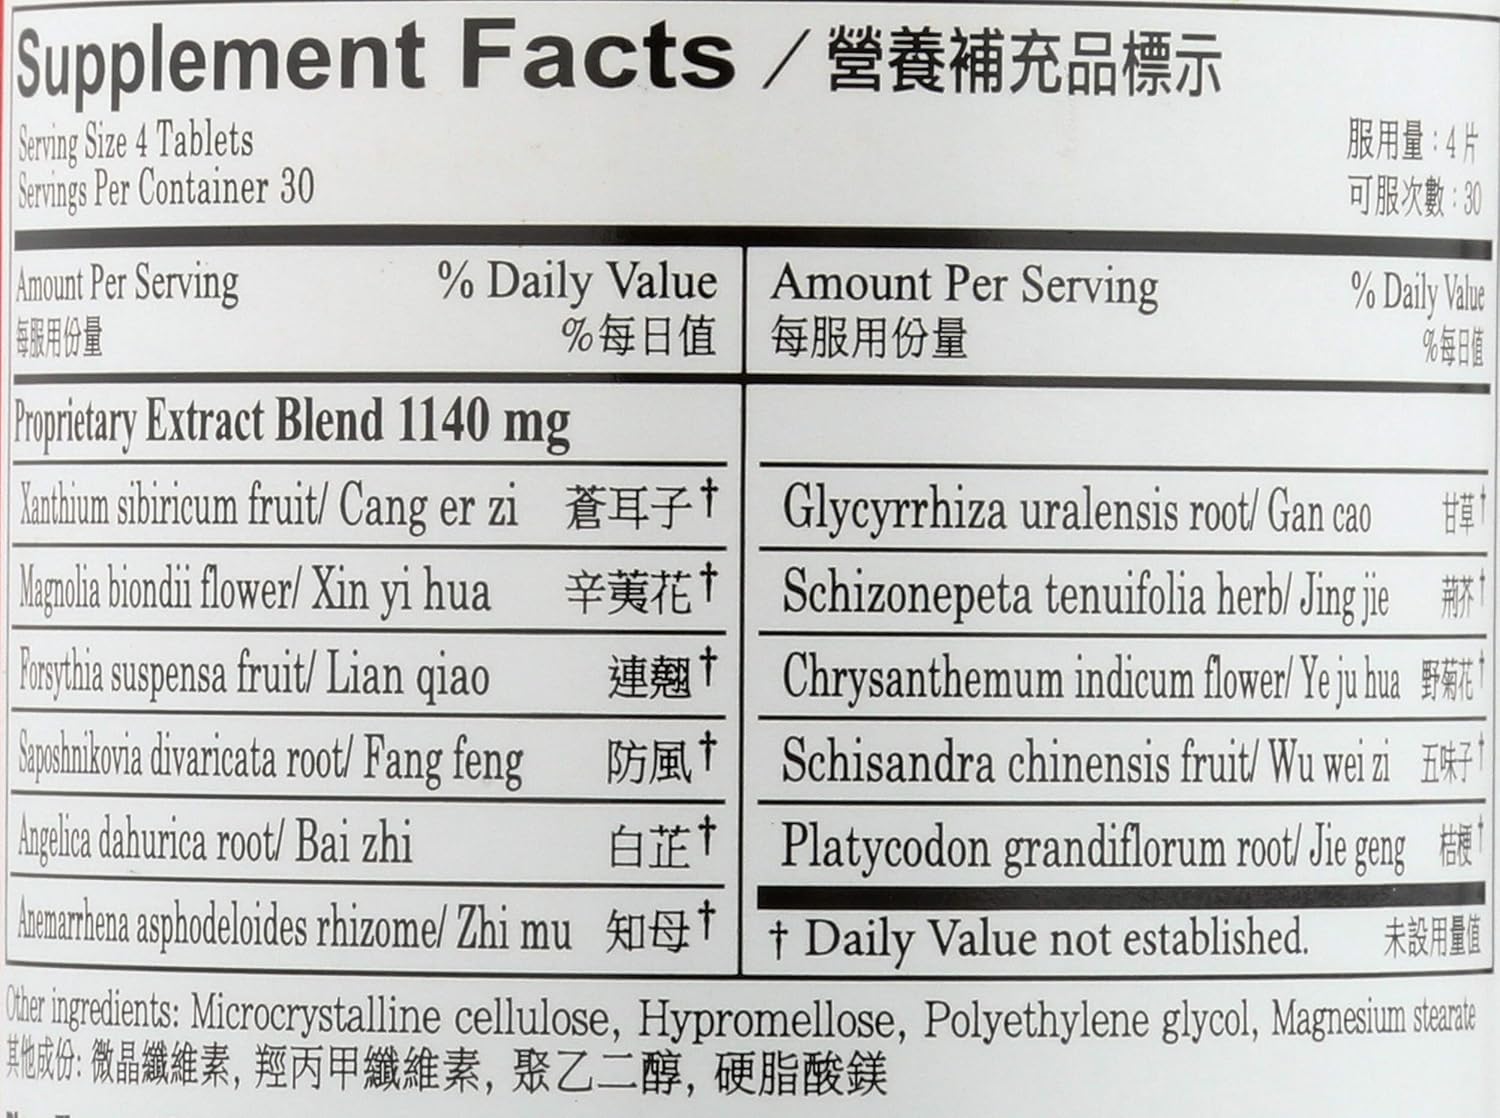 Supplement Facts / 營養補充品標示
Serving Size 4 Tablets 服用量：4 片
Servings Per Container 30 可服次數：30
Amount Per Serving % Daily Value
每服用份量 %每日值
Proprietary Extract Blend 1140 mg
Xanthium sibiricum fruit/ Cang er zi 蒼耳子†
Magnolia biondii flower/ Xin yi hua 辛荑花†
Forsythia suspensa fruit/ Lian qiao 連翹†
Saposhnikovia divaricata root/ Fang feng 防風†
Angelica dahurica root/ Bai zhi 白芷†
Anemarrhena asphodeloides rhizome/ Zhi mu 知母†
Amount Per Serving % Daily Value
每服用份量 %每日值
Glycyrrhiza uralensis root/ Gan cao 甘草†
Schizonepeta tenuifolia herb/ Jing jie 荊芥†
Chrysanthemum indicum flower/ Ye ju hua 野菊花†
Schisandra chinensis fruit/ Wu wei zi 五味子†
Platycodon grandiflorum root/ Jie geng 桔梗†
† Daily Value not established. 未設用量值
Other ingredients: Microcrystalline cellulose, Hypromellose, Polyethylene glycol, Magnesium stearate
其他成份: 微晶纖維素, 羥丙甲纖維素, 聚乙二醇, 硬脂酸鎂